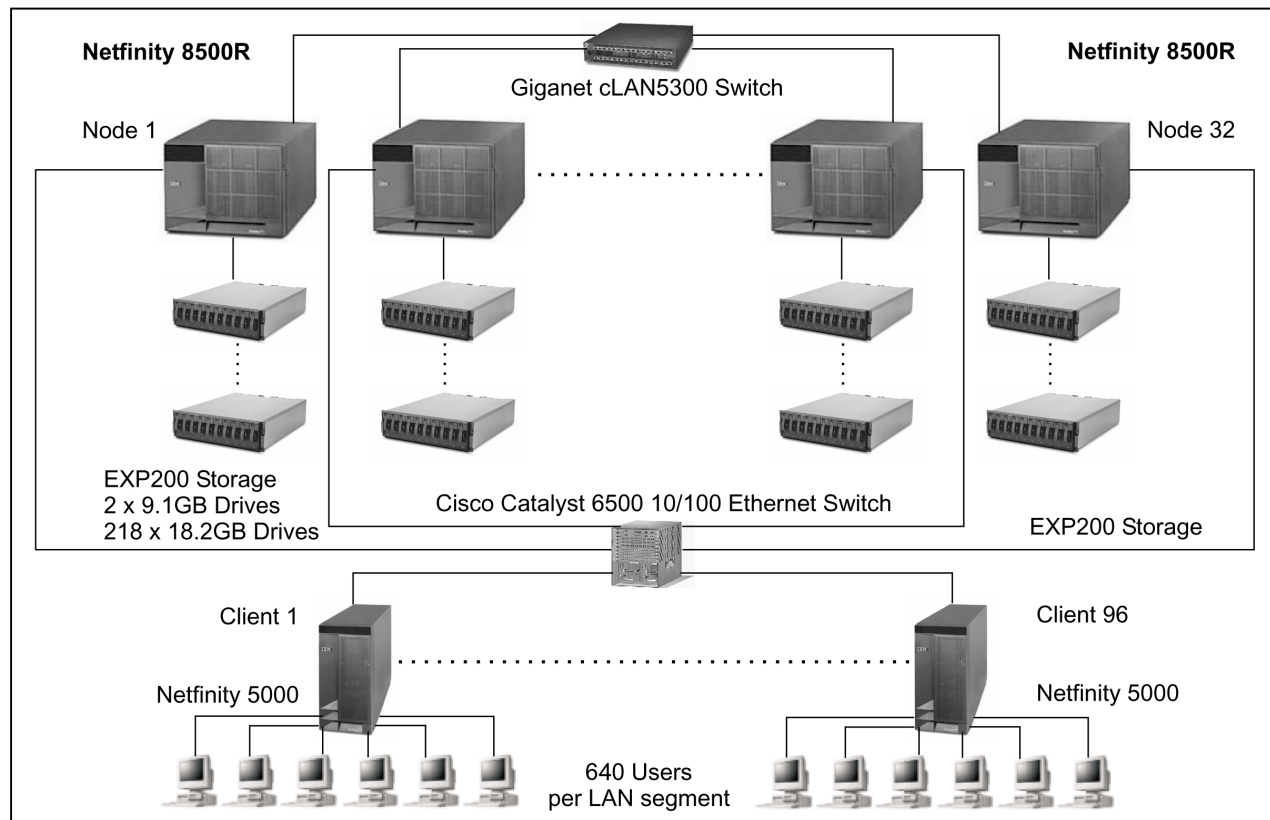 Netfinity 8500R
Netfinity 8500R
Giganet cLAN5300 Switch
Node 1
Node 32
EXP200 Storage
2 x 9.1GB Drives
218 x 18.2GB Drives
Cisco Catalyst 6500 10/100 Ethernet Switch
EXP200 Storage
Client 1
Client 96
Netfinity 5000
Netfinity 5000
640 Users
per LAN segment